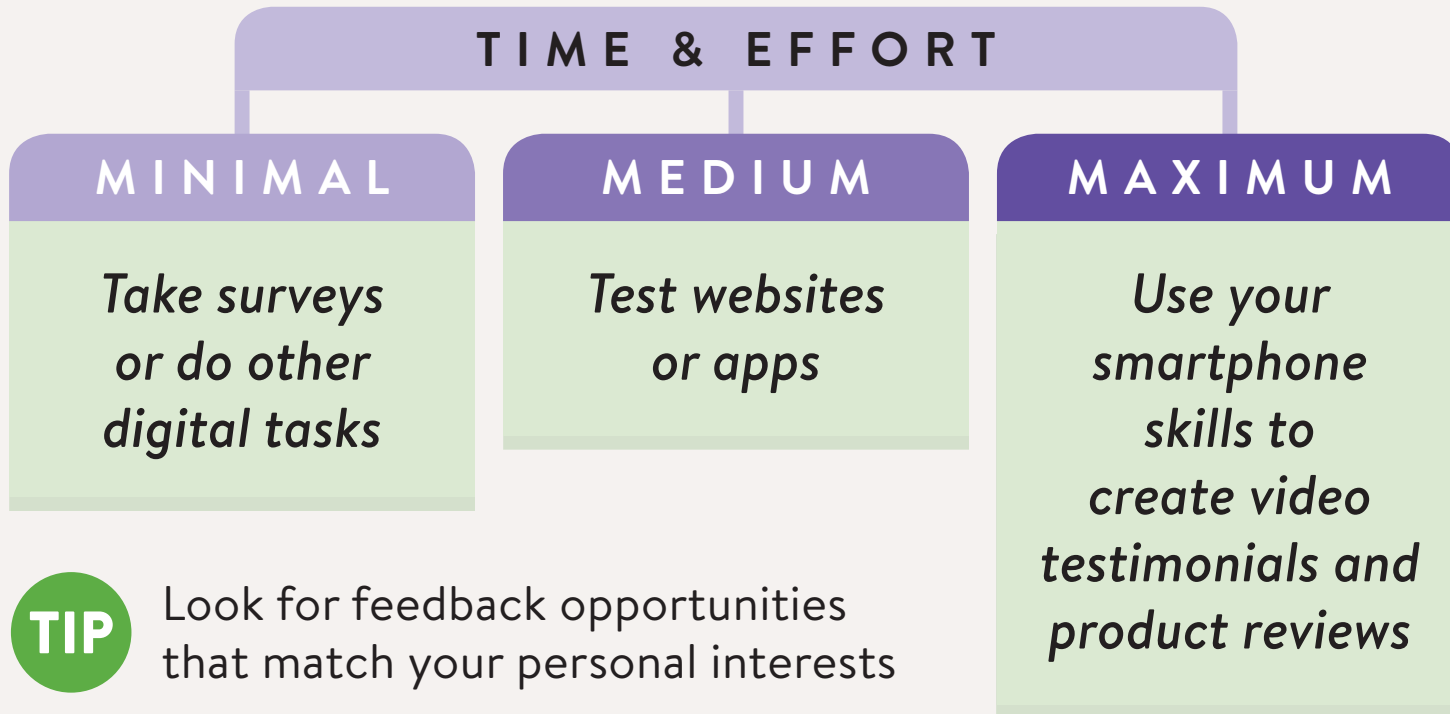 TIME & EFFORT
MINIMAL
Take surveys
or do other
digital tasks
MEDIUM
Test websites
or apps
MAXIMUM
Use your
smartphone
skills to
create video
testimonials and
product reviews
TIP
Look for feedback opportunities
that match your personal interests